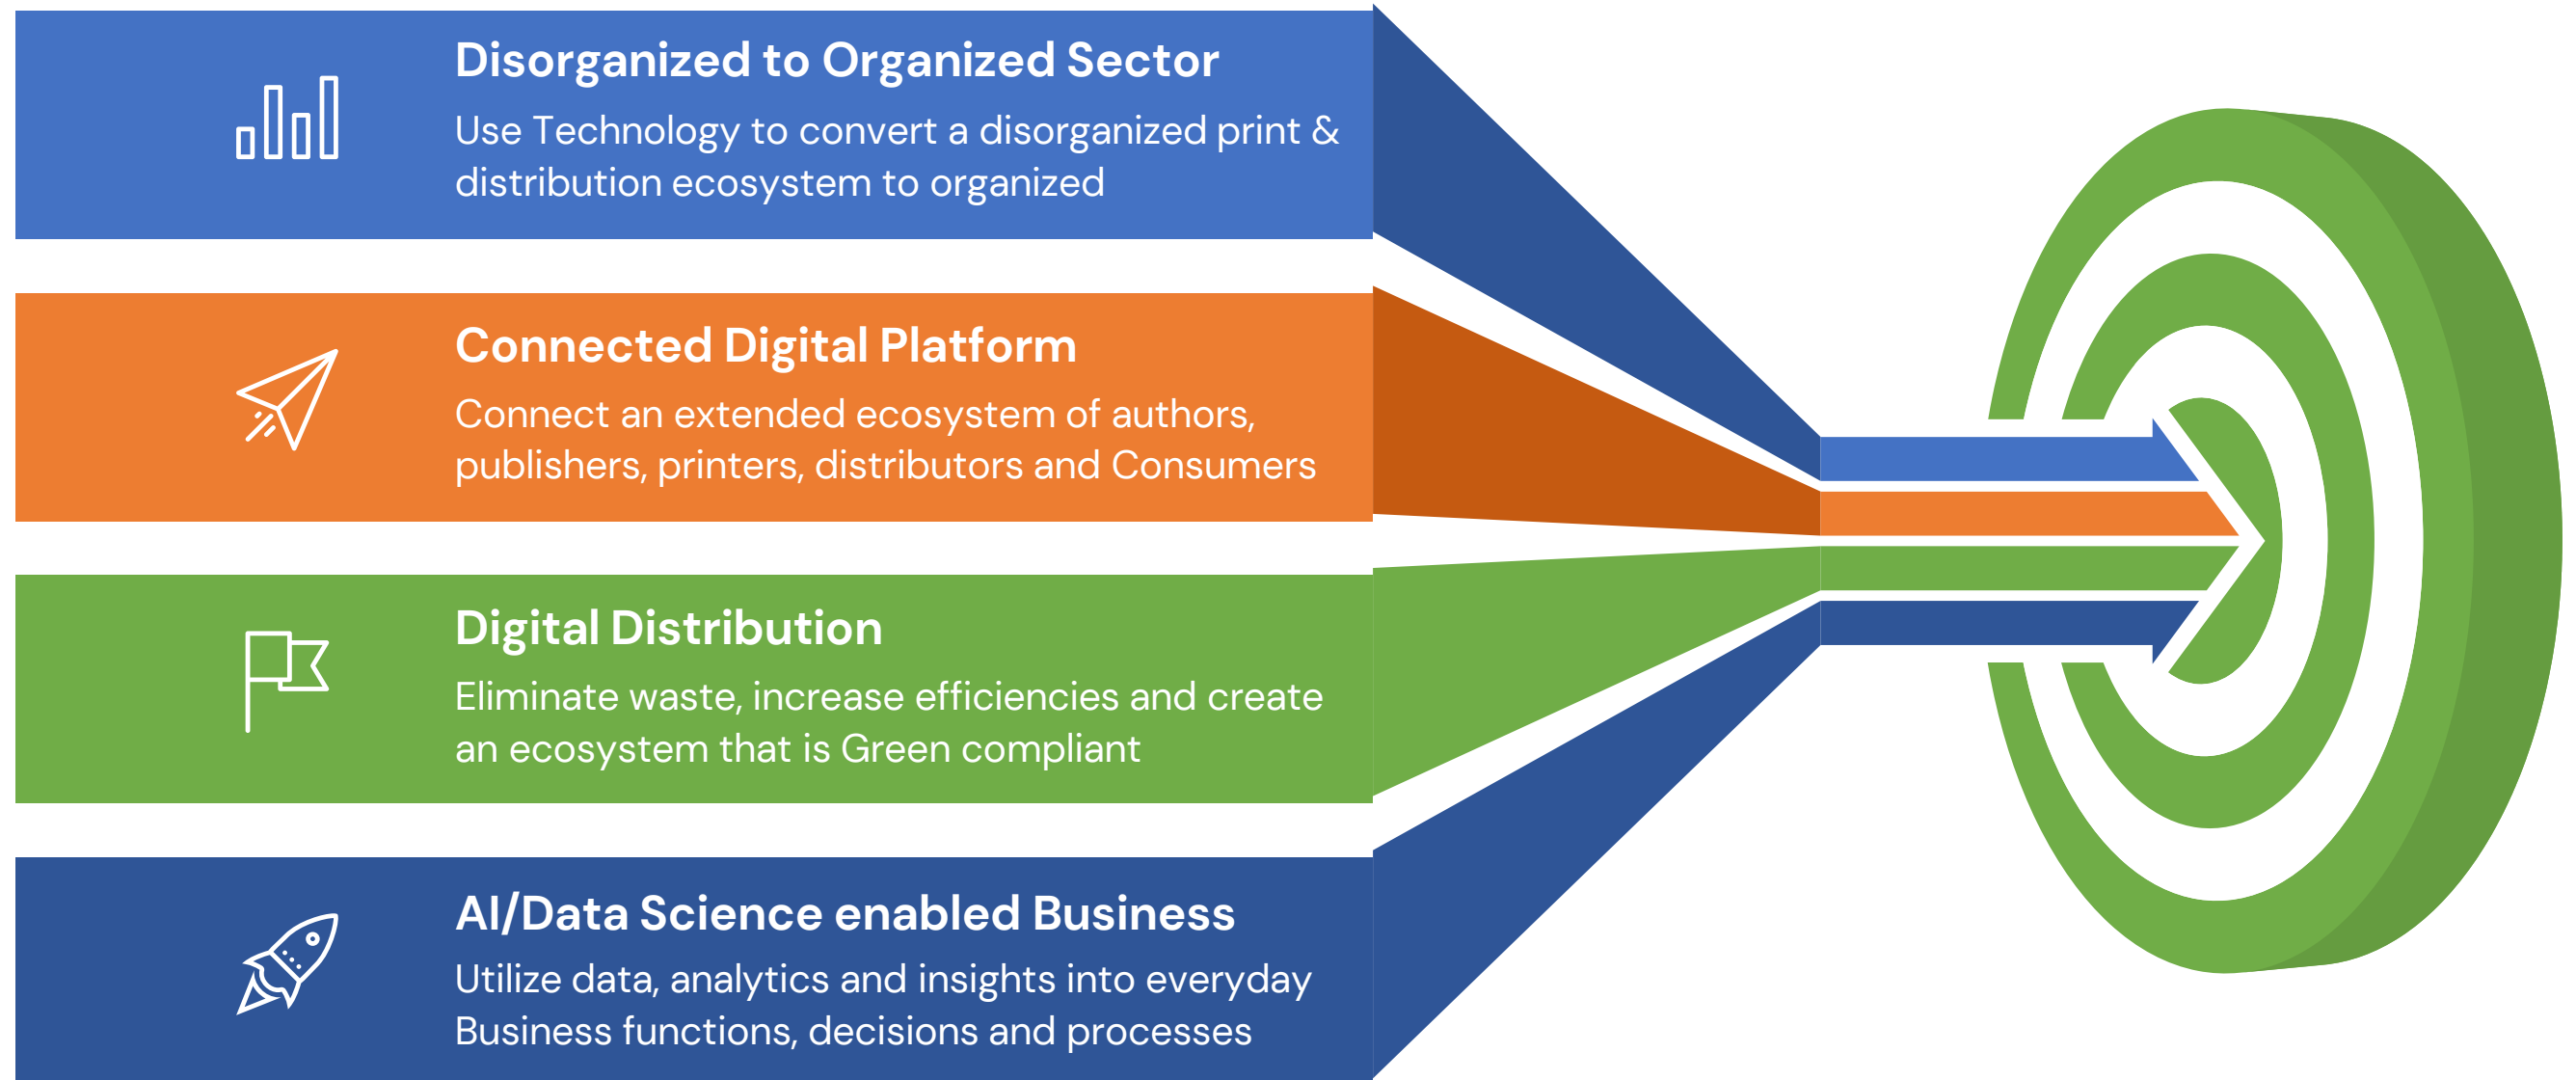 Disorganized to Organized Sector
Use Technology to convert a disorganized print &
distribution ecosystem to organized
Connected Digital Platform
Connect an extended ecosystem of authors,
publishers, printers, distributors and Consumers
Digital Distribution
Eliminate waste, increase efficiencies and create
an ecosystem that is Green compliant
AI/Data Science enabled Business
Utilize data, analytics and insights into everyday
Business functions, decisions and processes